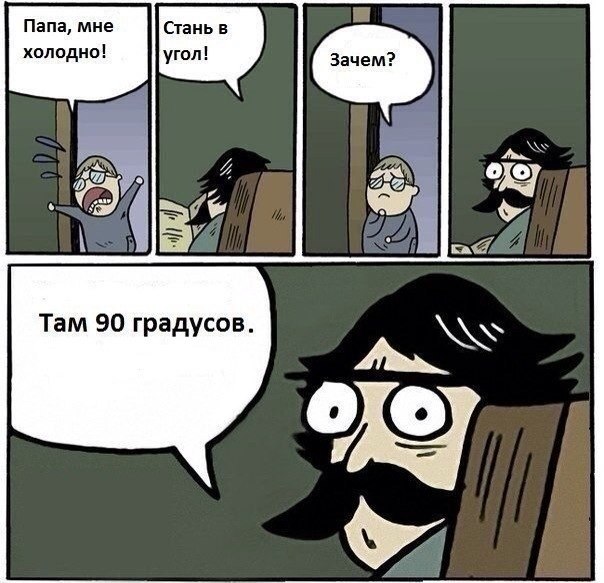 Папа, мне
холодно!
Стань в
угол!
Зачем?
Там 90 градусов.